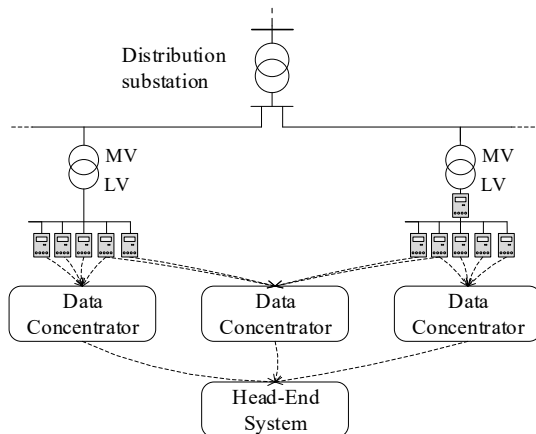 Distribution
substation
MV
LV
MV
LV
Data
Concentrator
Data
Concentrator
Data
Concentrator
Head-End
System